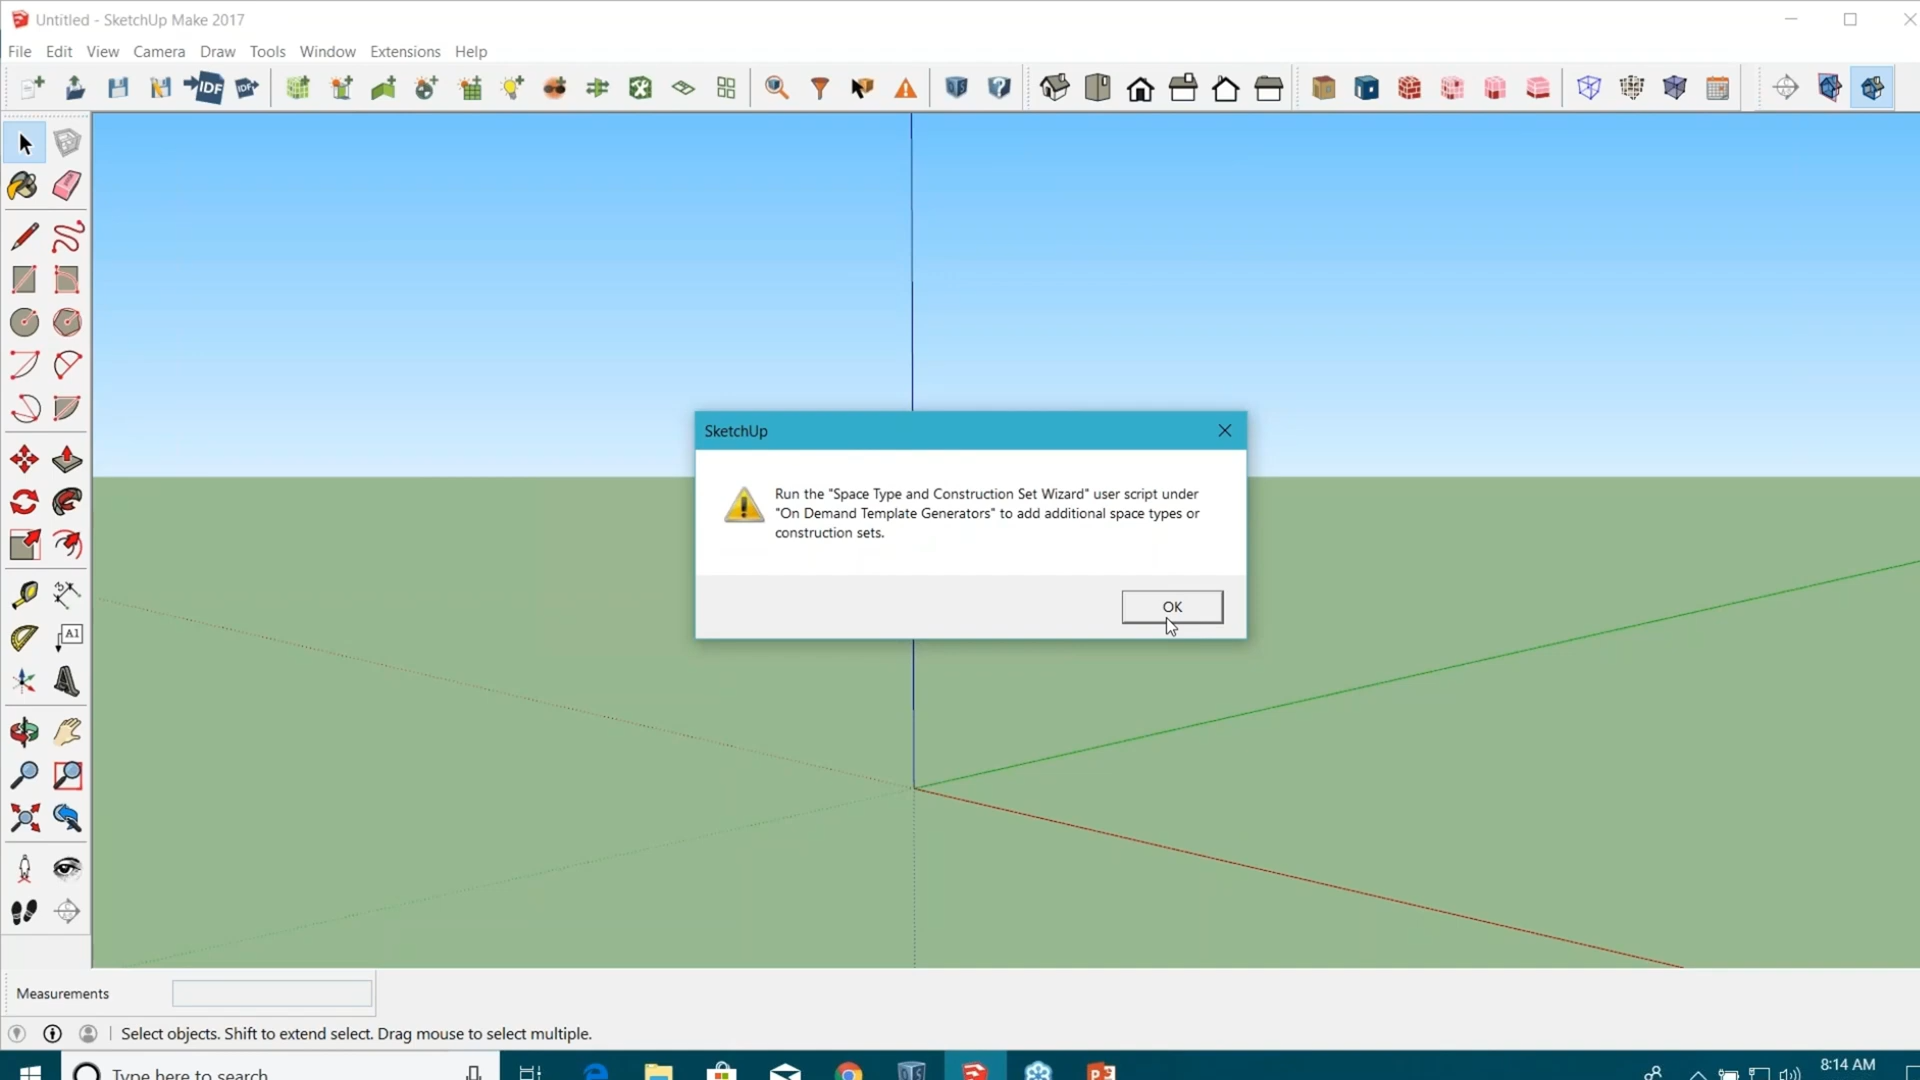 Untitled - SketchUp Make 2017
File Edit View Camera Draw Tools Window Extensions Help
IDF IDF
SketchUp
Run the "Space Type and Construction Set Wizard" user script under
"On Demand Template Generators" to add additional space types or
construction sets.
OK
A1
Measurements
Select objects. Shift to extend select. Drag mouse to select multiple.
Type here to search
8:14 AM